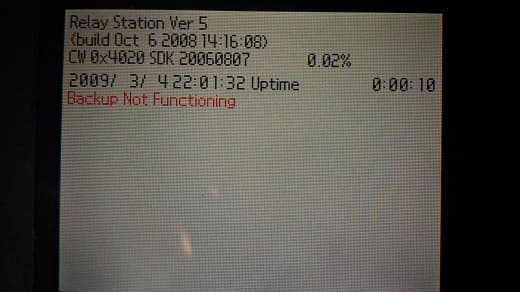 Relay Station Ver 5
(build Oct  6 2008 14:16:08)
CW 0x4020 SDK 20060807 0.02%
2009/ 3/ 4 22:01:32 Uptime 0:00:10
Backup Not Functioning